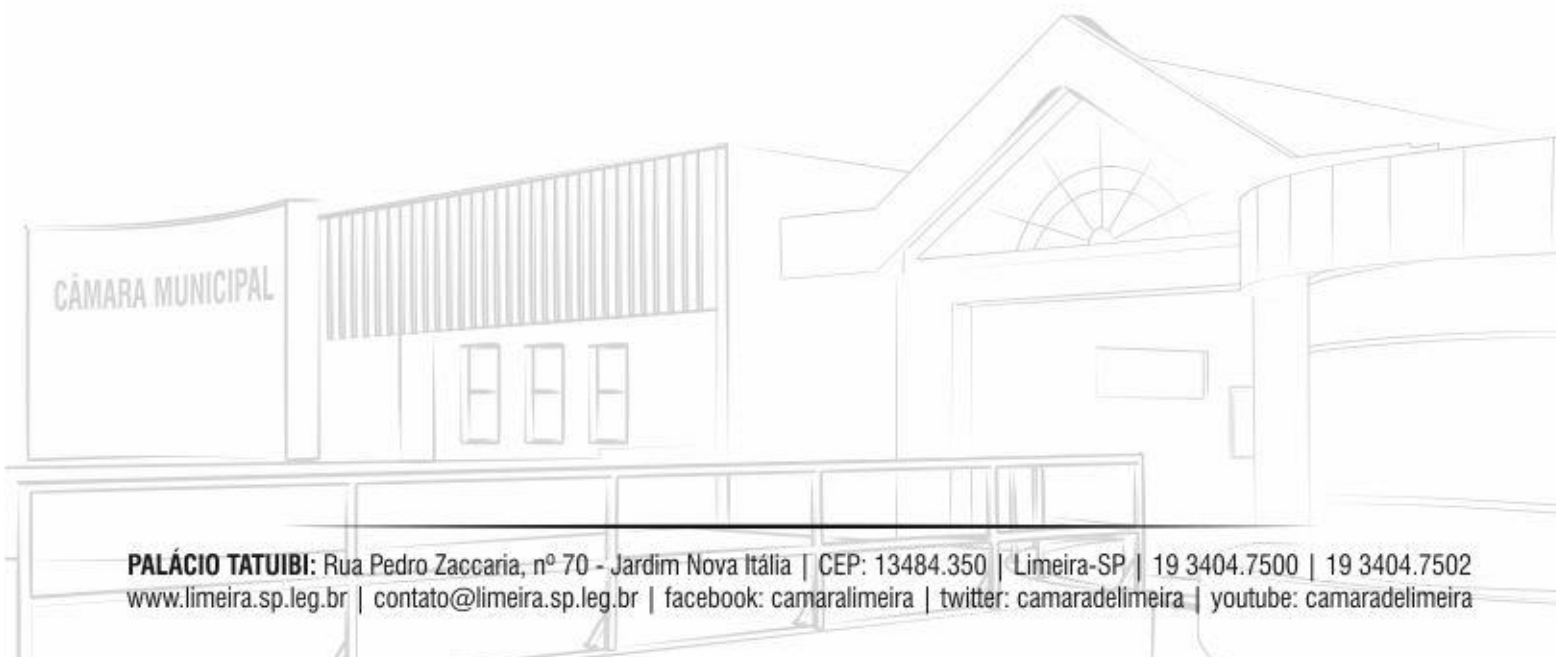 CÂMARA MUNICIPAL
PALÁCIO TATUIBI: Rua Pedro Zaccaria, nº 70 - Jardim Nova Itália | CEP: 13484.350 | Limeira-SP | 19 3404.7500 | 19 3404.7502
www.limeira.sp.leg.br | contato@limeira.sp.leg.br | facebook: camaralimeira | twitter: camaradelimeira | youtube: camaradelimeira